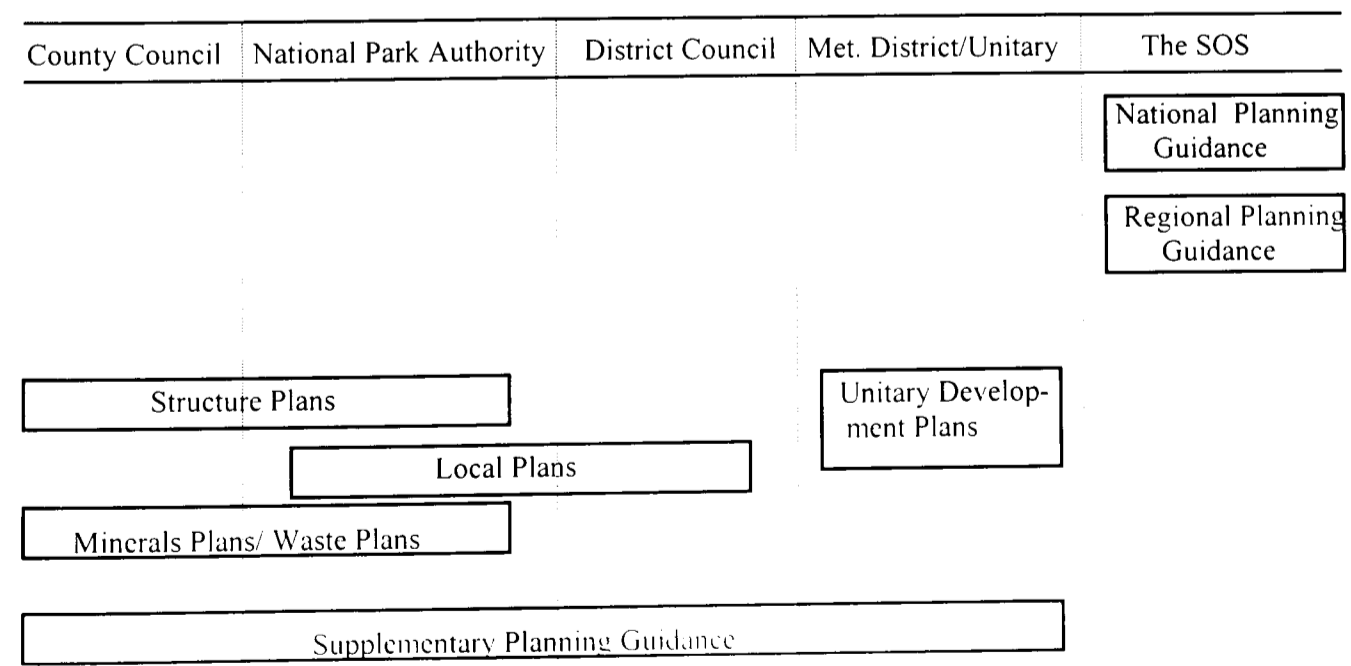 County Council National Park Authority District Council Met. District/Unitary The SOS
National Planning
Guidance
Regional Planning
Guidance
Structure Plans
Unitary Develop-
ment Plans
Local Plans
Minerals Plans/ Waste Plans
Supplementary Planning Guidance